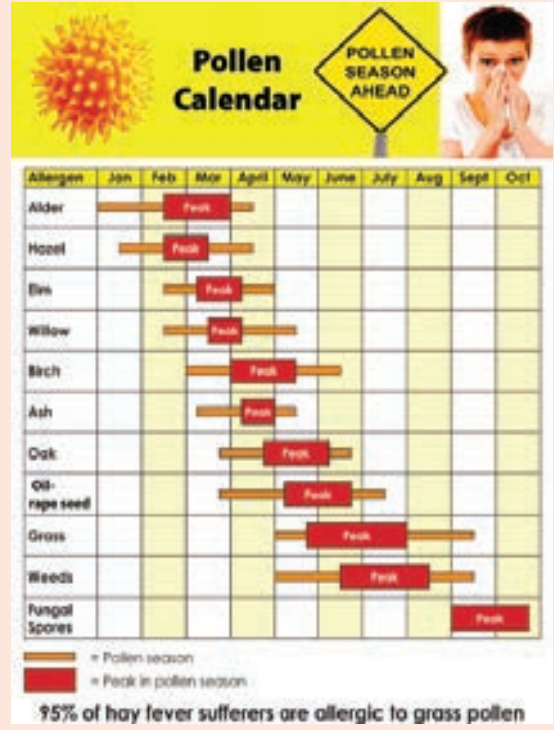 Pollen
Calendar
POLLEN
SEASON
AHEAD
Allergen Jan Feb Mar April May June July Aug Sept Oct
Alder Peak
Hazel Peak
Elm Peak
Willow Peak
Birch Peak
Ash Peak
Oak Peak
Oil-
rape seed Peak
Grass Peak
Weeds Peak
Fungal
Spores Peak
= Pollen season
= Peak in pollen season
95% of hay fever sufferers are allergic to grass pollen